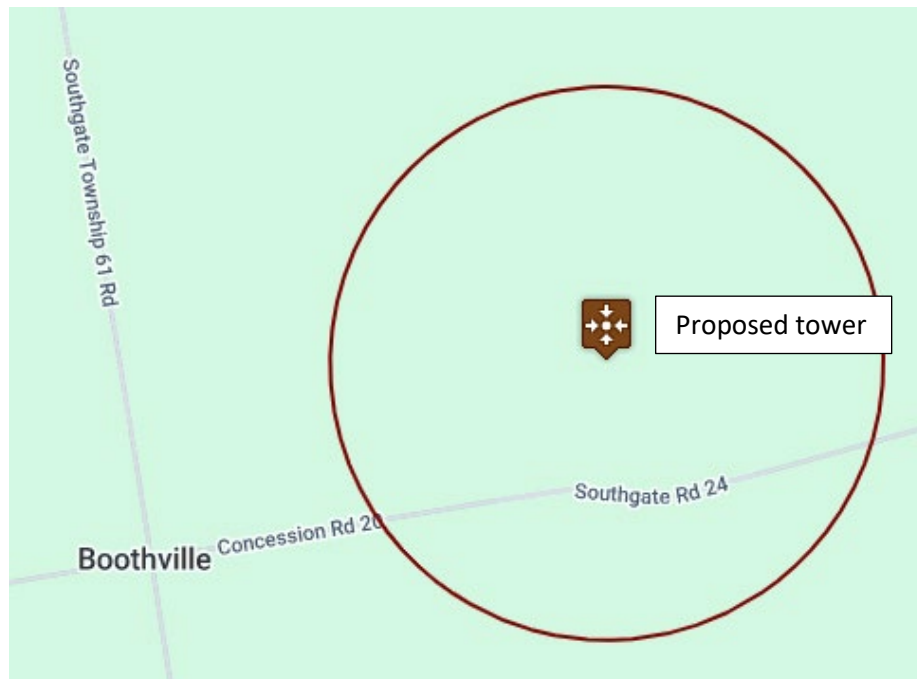 Southgate Township 61 Rd
Proposed tower
Southgate Rd 24
Concession Rd 20
Boothville